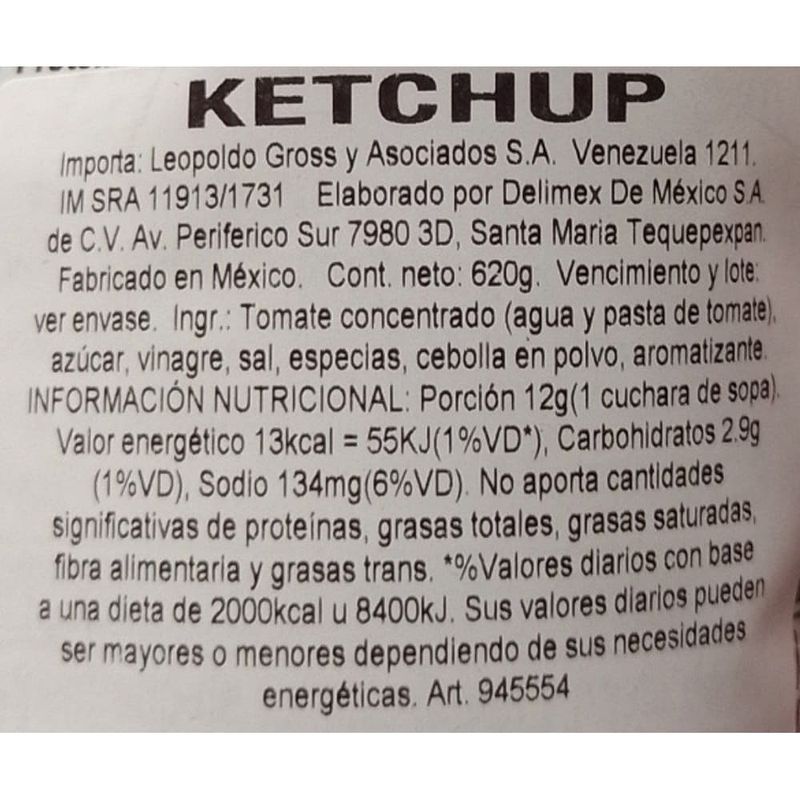 KETCHUP
Importa: Leopoldo Gross y Asociados S.A. Venezuela 1211.
IM SRA 11913/1731 Elaborado por Delimex De México S.A.
de C.V. Av. Periferico Sur 7980 3D, Santa Maria Tequepexpan.
Fabricado en México. Cont. neto: 620g. Vencimiento y lote:
ver envase. Ingr.: Tomate concentrado (agua y pasta de tomate),
azúcar, vinagre, sal, especias, cebolla en polvo, aromatizante.
INFORMACIÓN NUTRICIONAL: Porción 12g(1 cuchara de sopa).
Valor energético 13kcal = 55KJ(1%VD*), Carbohidratos 2.9g
(1%VD), Sodio 134mg(6%VD). No aporta cantidades
significativas de proteínas, grasas totales, grasas saturadas,
fibra alimentaria y grasas trans. *%Valores diarios con base
a una dieta de 2000kcal u 8400kJ. Sus valores diarios pueden
ser mayores o menores dependiendo de sus necesidades
energéticas. Art. 945554